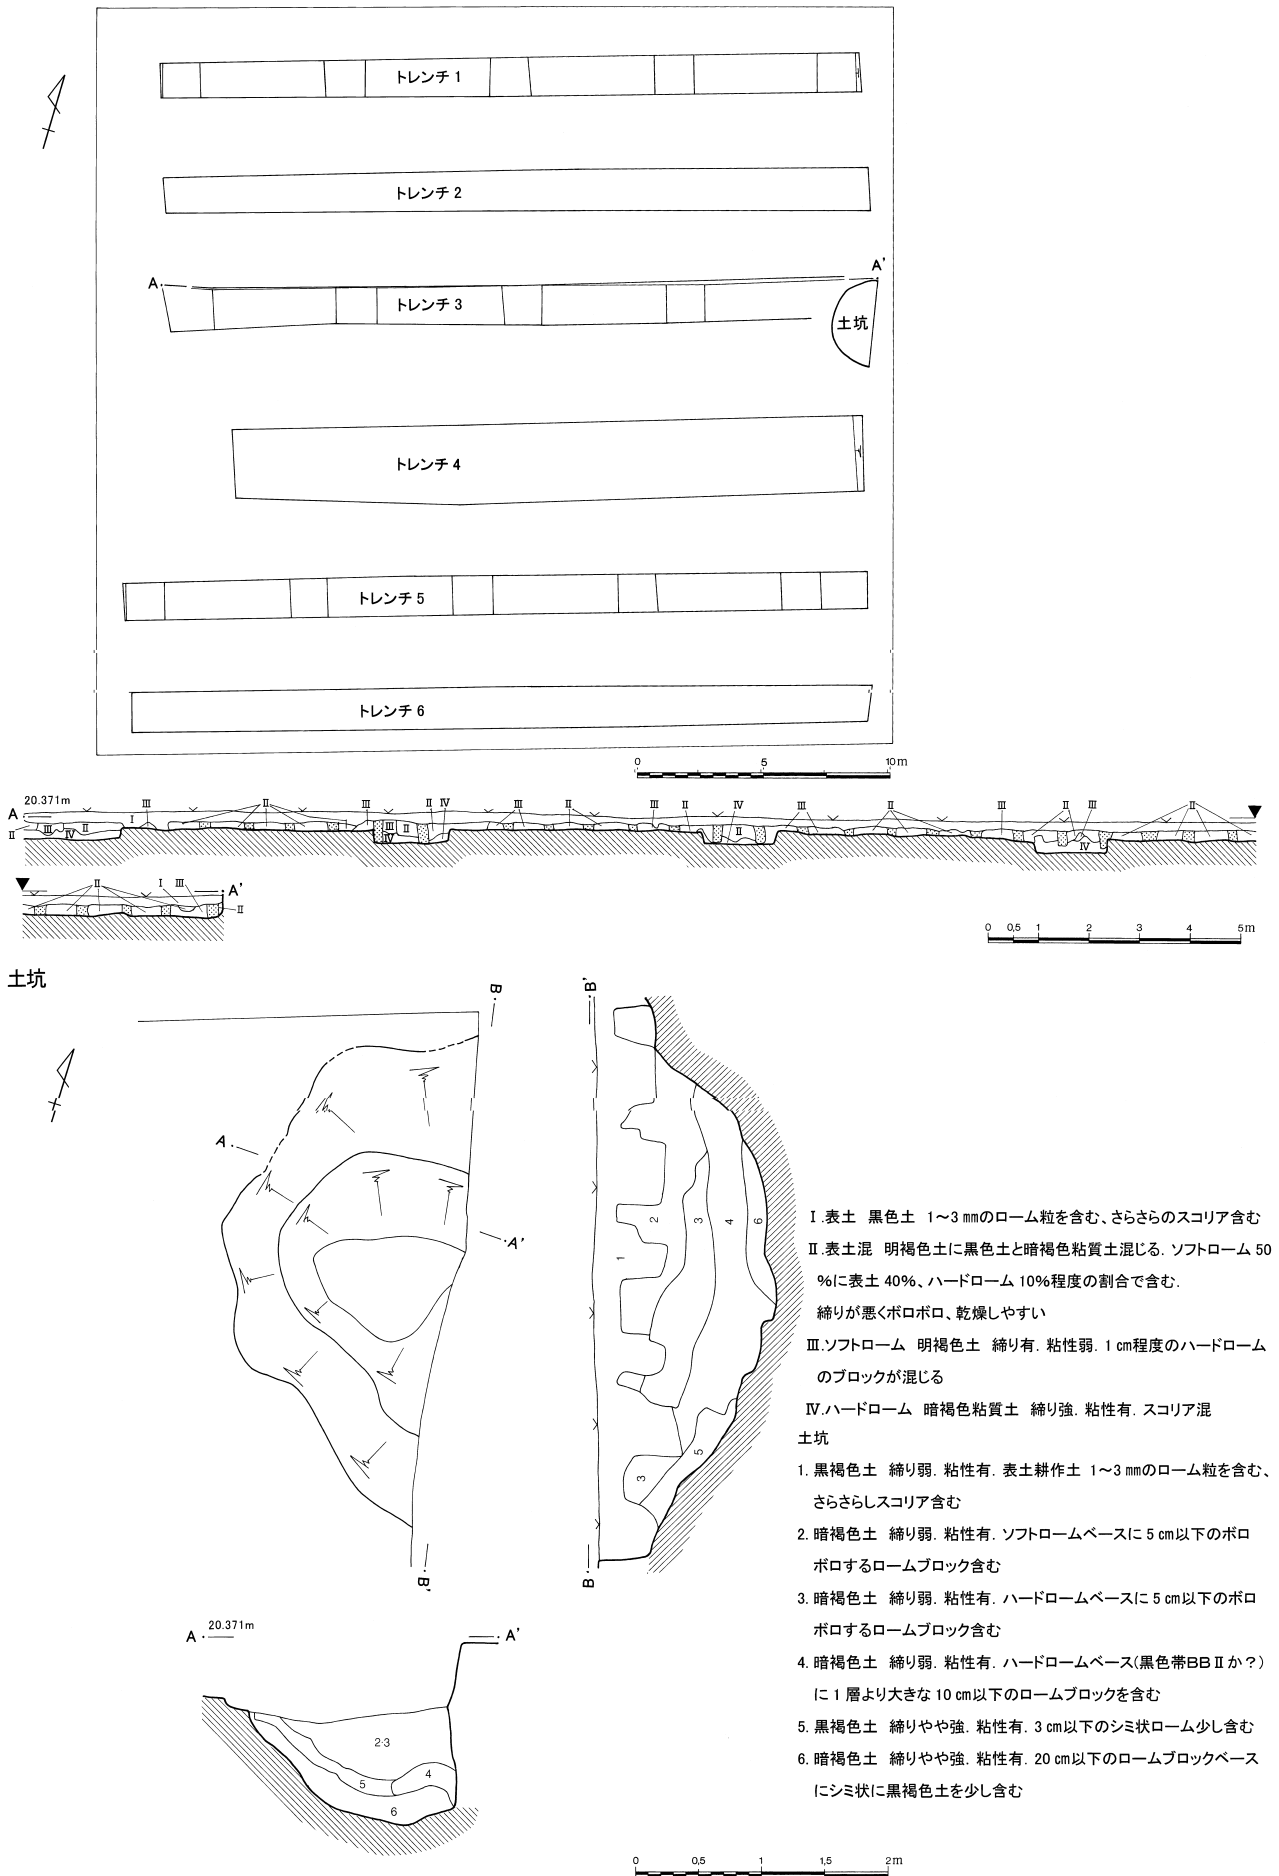 トレンチ 1
トレンチ 2
A
A'
トレンチ 3
土坑
トレンチ 4
トレンチ 5
トレンチ 6
0 5 10m
A 20.371m
Ⅲ Ⅱ Ⅲ Ⅱ Ⅳ Ⅲ Ⅱ Ⅲ Ⅱ Ⅳ Ⅲ Ⅱ Ⅲ Ⅱ Ⅲ Ⅱ
Ⅰ
Ⅱ Ⅲ Ⅳ Ⅱ Ⅲ Ⅱ Ⅳ Ⅱ Ⅳ
Ⅱ Ⅰ Ⅲ A'
Ⅱ
0 0,5 1 2 3 4 5m
土坑
B B'
A
A'
1 2 3 4 6
5
3
B' B
Ⅰ.表土 黒色土 1〜3㎜のローム粒を含む、さらさらのスコリア含む
Ⅱ.表土混 明褐色土に黒色土と暗褐色粘質土混じる. ソフトローム 50
%に表土 40%、ハードローム 10%程度の割合で含む.
締りが悪くボロボロ、乾燥しやすい
Ⅲ.ソフトローム 明褐色土 締り有. 粘性弱. 1㎝程度のハードローム
のブロックが混じる
Ⅳ.ハードローム 暗褐色粘質土 締り強. 粘性有. スコリア混
土坑
1. 黒褐色土 締り弱. 粘性有. 表土耕作土 1〜3㎜のローム粒を含む、
さらさらしスコリア含む
2. 暗褐色土 締り弱. 粘性有. ソフトロームベースに 5㎝以下のボロ
ボロするロームブロック含む
3. 暗褐色土 締り弱. 粘性有. ハードロームベースに 5㎝以下のボロ
ボロするロームブロック含む
4. 暗褐色土 締り弱. 粘性有. ハードロームベース(黒色帯BBⅡか?)
に 1 層より大きな 10㎝以下のロームブロックを含む
5. 黒褐色土 締りやや強. 粘性有. 3㎝以下のシミ状ローム少し含む
6. 暗褐色土 締りやや強. 粘性有. 20㎝以下のロームブロックベース
にシミ状に黒褐色土を少し含む
A 20.371m A'
2·3
4
5
6
0 0,5 1 1,5 2m